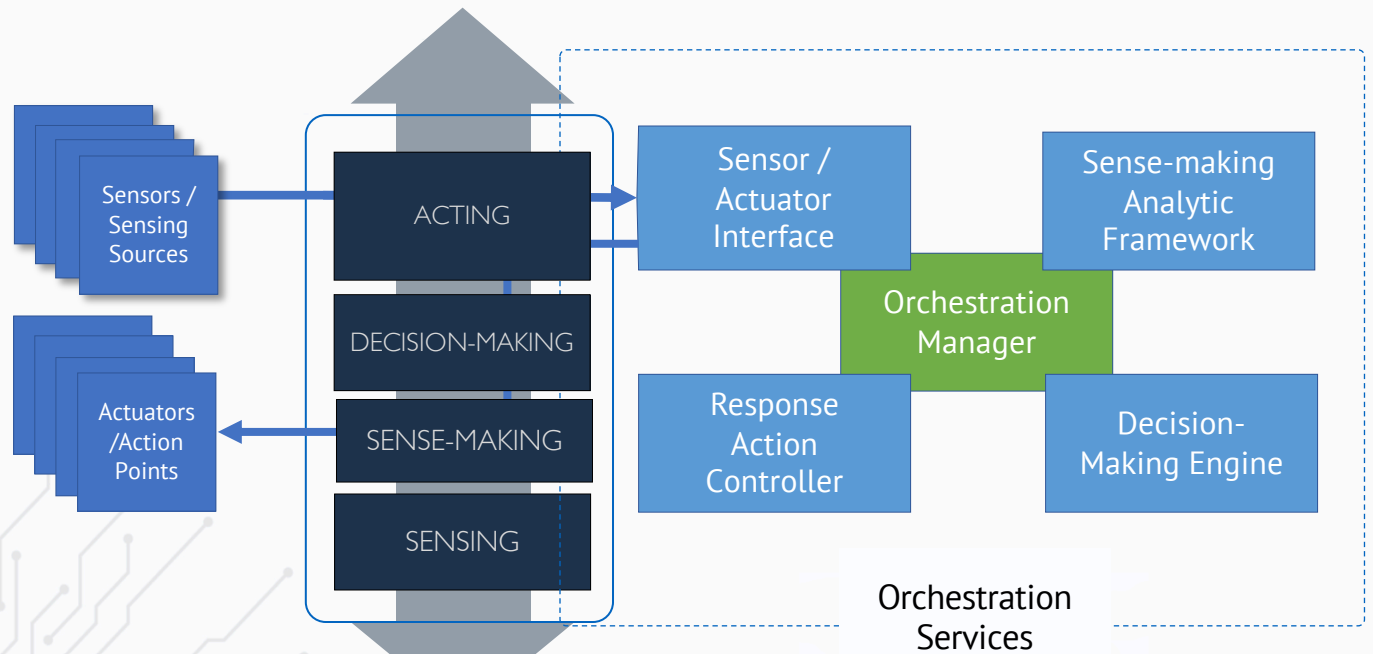 Sensors /
Sensing
Sources
Actuators
/Action
Points
ACTING
DECISION-MAKING
SENSE-MAKING
SENSING
Sensor /
Actuator
Interface
Sense-making
Analytic
Framework
Orchestration
Manager
Response
Action
Controller
Decision-
Making Engine
Orchestration
Services